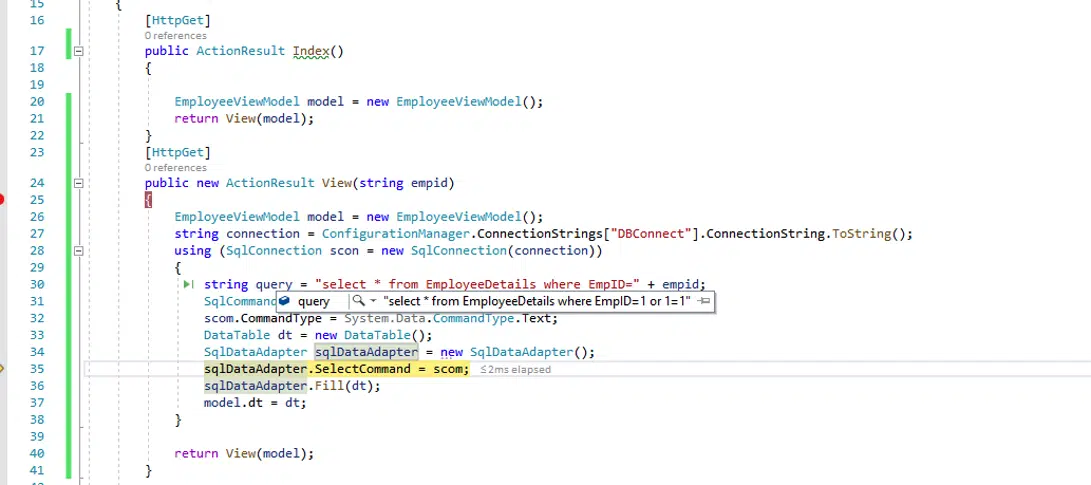 15 {
16 [HttpGet]
0 references
17 public ActionResult Index()
18 {
19
20 EmployeeViewModel model = new EmployeeViewModel();
21 return View(model);
22 }
23 [HttpGet]
0 references
24 public new ActionResult View(string empid)
25 {
26 EmployeeViewModel model = new EmployeeViewModel();
27 string connection = ConfigurationManager.ConnectionStrings["DBConnect"].ConnectionString.ToString();
28 using (SqlConnection scon = new SqlConnection(connection))
29 {
30 string query = "select * from EmployeeDetails where EmpID=" + empid;
31 SqlCommand query "select * from EmployeeDetails where EmpID=1 or 1=1"
32 scom.CommandType = System.Data.CommandType.Text;
33 DataTable dt = new DataTable();
34 SqlDataAdapter sqlDataAdapter = new SqlDataAdapter();
35 sqlDataAdapter.SelectCommand = scom; ≤2ms elapsed
36 sqlDataAdapter.Fill(dt);
37 model.dt = dt;
38 }
39
40 return View(model);
41 }